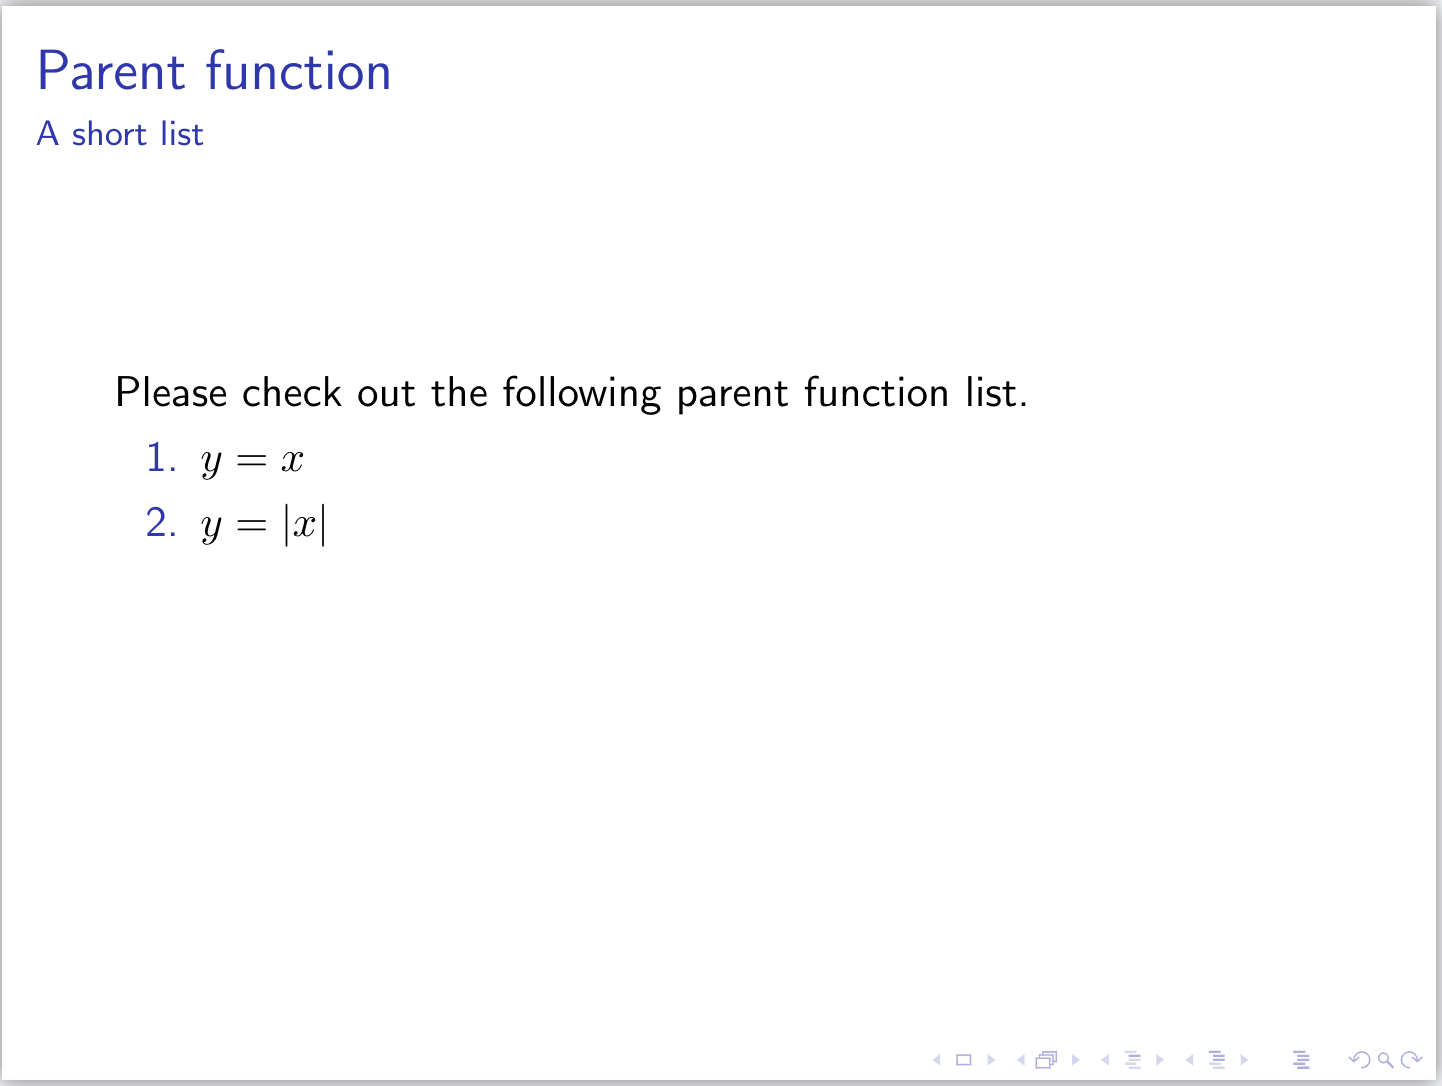 Parent function
A short list
Please check out the following parent function list.
1. y = x
2. y = |x|